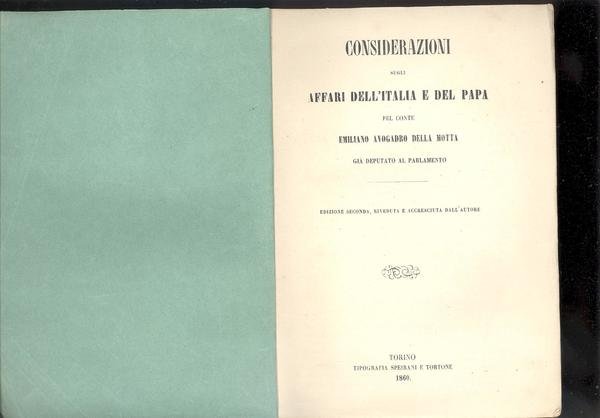 CONSIDERAZIONI
SUGLI
AFFARI DELL'ITALIA E DEL PAPA
PEL CONTE
EMILIANO AVOGADRO DELLA MOTTA
GIÀ DEPUTATO AL PARLAMENTO
EDIZIONE SECONDA, RIVEDUTA E ACCRESCIUTA DALL'AUTORE
TORINO
TIPOGRAFIA SPEIRANI E TORTONE
1860.